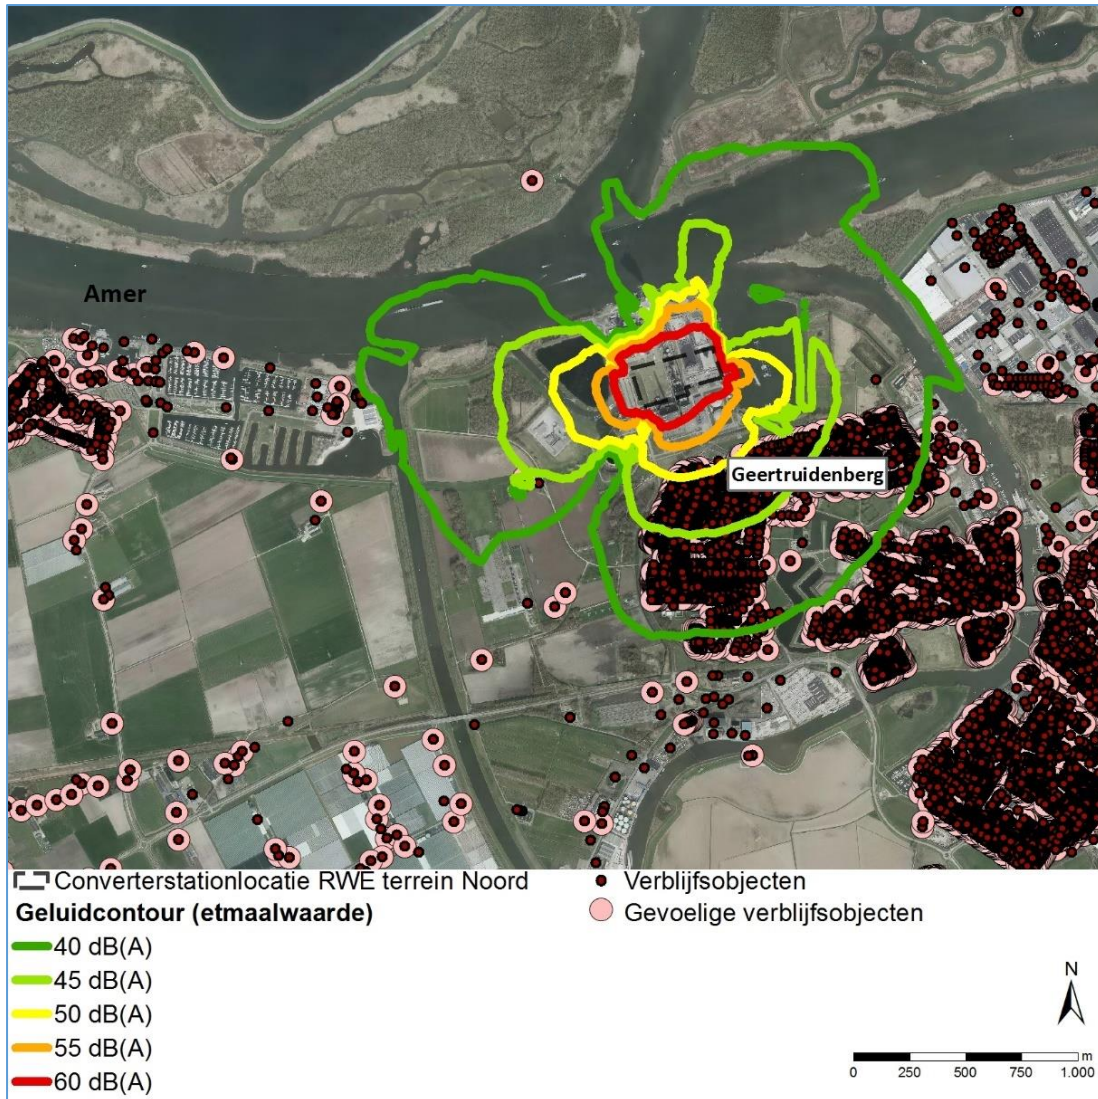 Amer
Geertruidenberg
Converterstationlocatie RWE terrein Noord
Verblijfsobjecten
Geluidcontour (etmaalwaarde)
Gevoelige verblijfsobjecten
40 dB(A)
45 dB(A)
50 dB(A)
55 dB(A)
60 dB(A)
N
m
0 250 500 750 1.000